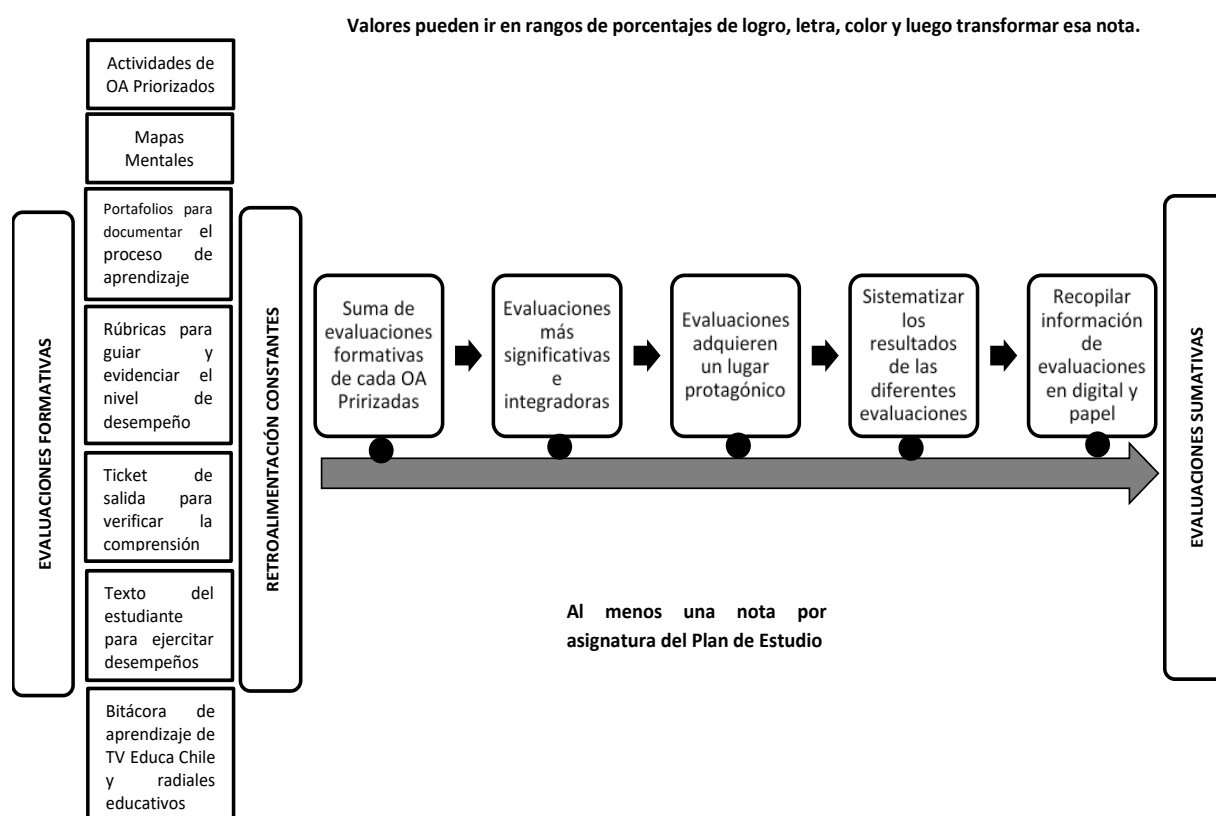 Valores pueden ir en rangos de porcentajes de logro, letra, color y luego transformar esa nota.
EVALUACIONES FORMATIVAS
Actividades de
OA Priorizados
Mapas
Mentales
Portafolios para
documentar el
proceso de
aprendizaje
Rúbricas para
guiar y
evidenciar el
nivel de
desempeño
Ticket de
salida para
verificar la
comprensión
Texto del
estudiante
para ejercitar
desempeños
Bitácora de
aprendizaje de
TV Educa Chile
y radiales
educativos
RETROALIMENTACIÓN CONSTANTES
Suma de
evaluaciones
formativas
de cada OA
Pririzadas
Evaluaciones
más
significativas
e
integradoras
Evaluaciones
adquieren
un lugar
protagónico
Sistematizar
los
resultados
de las
diferentes
evaluaciones
Recopilar
información
de
evaluaciones
en digital y
papel
Al menos una nota por
asignatura del Plan de Estudio
EVALUACIONES SUMATIVAS